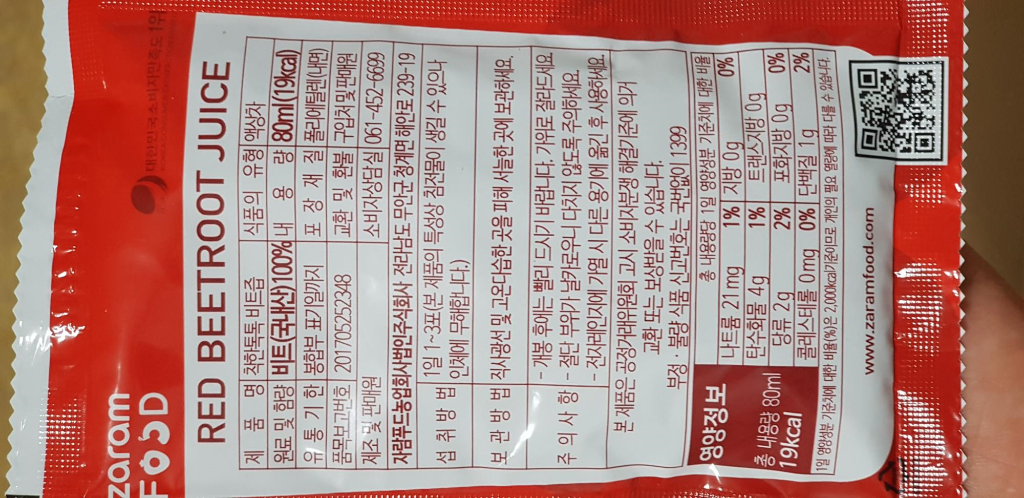 zaram
FOOD
대한민국소비자만족도 1위
RED BEETROOT JUICE
제 품 명 착한톡톡 비트즙 식품의 유형 액상차
원료 및 함량 비트(국내산)100% 내 용 량 80ml(19kcal)
유 통 기 한 봉함부 표기일까지 포 장 재 질 폴리에틸렌(내면)
품목보고번호 201705252348 교환 및 환불 구입처 및 판매원
제조 및 판매원 소비자상담실 061-452-6699
자람푸드농업회사법인주식회사 전라남도 무안군 청계면 해안로 239-19
섭 취 방 법 1일 1~3포(본 제품의 특성상 침전물이 생길 수 있으나
인체에 무해합니다.)
보 관 방 법 직사광선 및 고온다습한 곳을 피해 서늘한 곳에 보관하세요.
주 의 사 항 - 개봉 후에는 빨리 드시기 바랍니다. 가위로 잘라드세요.
- 절단 부위가 날카로우니 다치지 않도록 주의하세요.
- 전자레인지에 가열 시 다른 용기에 옮긴 후 사용하세요.
본 제품은 공정거래위원회 고시 소비자분쟁 해결기준에 의거
교환 또는 보상받을 수 있습니다.
부정·불량 식품 신고번호는 국번없이 1399
영양정보
총 내용량 80ml
19kcal
총 내용량당 1일 영양성분 기준치에 대한 비율
나트륨 21mg 1% 지방 0g 0%
탄수화물 4g 1% 트랜스지방 0g
당류 2g 2% 포화지방 0g 0%
콜레스테롤 0mg 0% 단백질 1g 2%
1일 영양성분 기준치에 대한 비율(%)은 2,000kcal기준이므로 개인의 필요 열량에 따라 다를 수 있습니다.
www.zaramfood.com